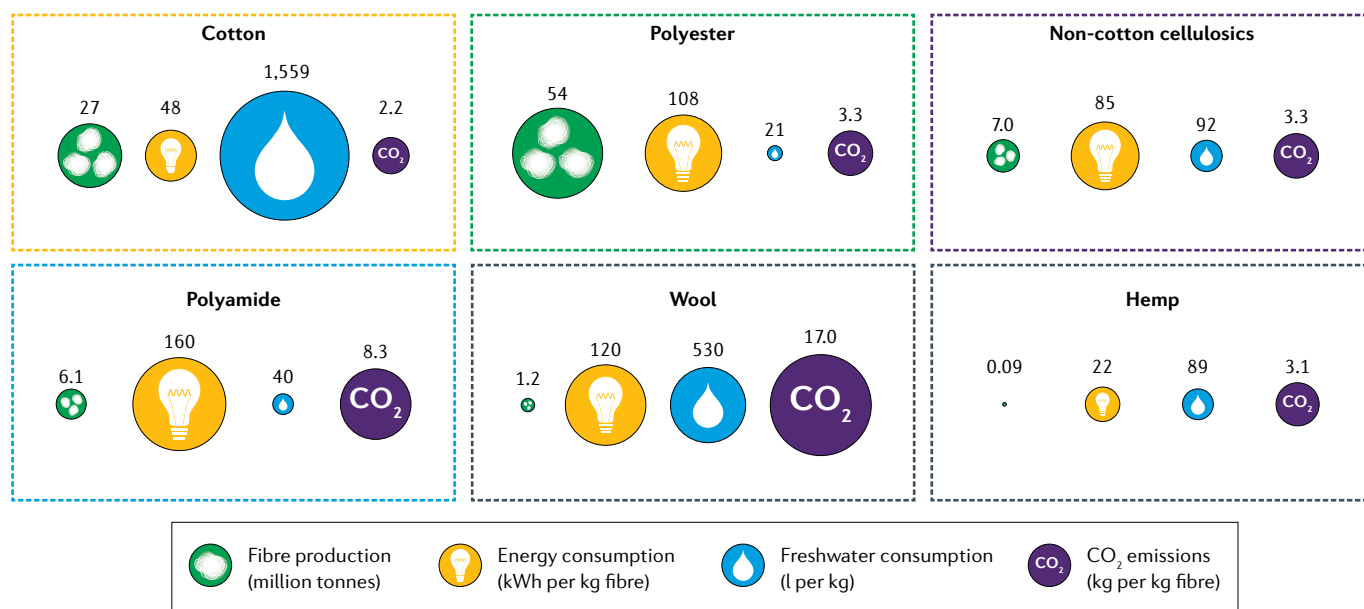 Cotton
27
48
1,559
2.2
CO₂
Polyester
54
108
21
3.3
CO₂
Non-cotton cellulosics
7.0
85
92
3.3
CO₂
Polyamide
6.1
160
40
8.3
CO₂
Wool
1.2
120
530
17.0
CO₂
Hemp
0.09
22
89
3.1
CO₂
Fibre production
(million tonnes)
Energy consumption
(kWh per kg fibre)
Freshwater consumption
(l per kg)
CO₂
CO₂ emissions
(kg per kg fibre)